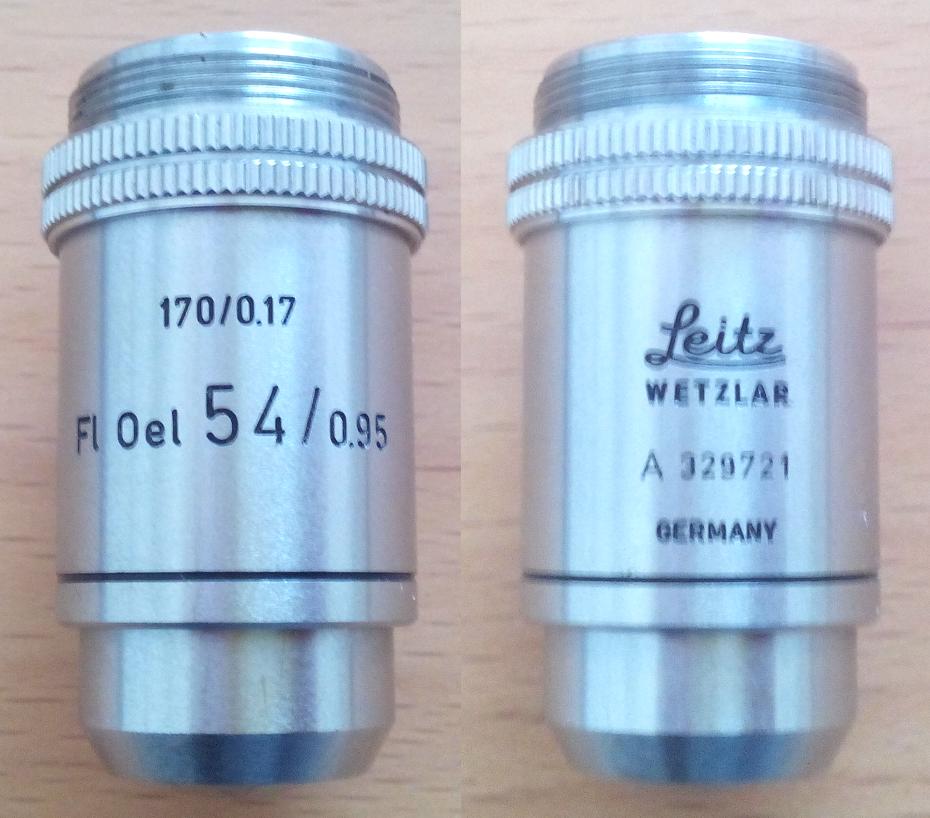 170/0.17
Fl Oel 54/0.95
Leitz
WETZLAR
A 329721
GERMANY